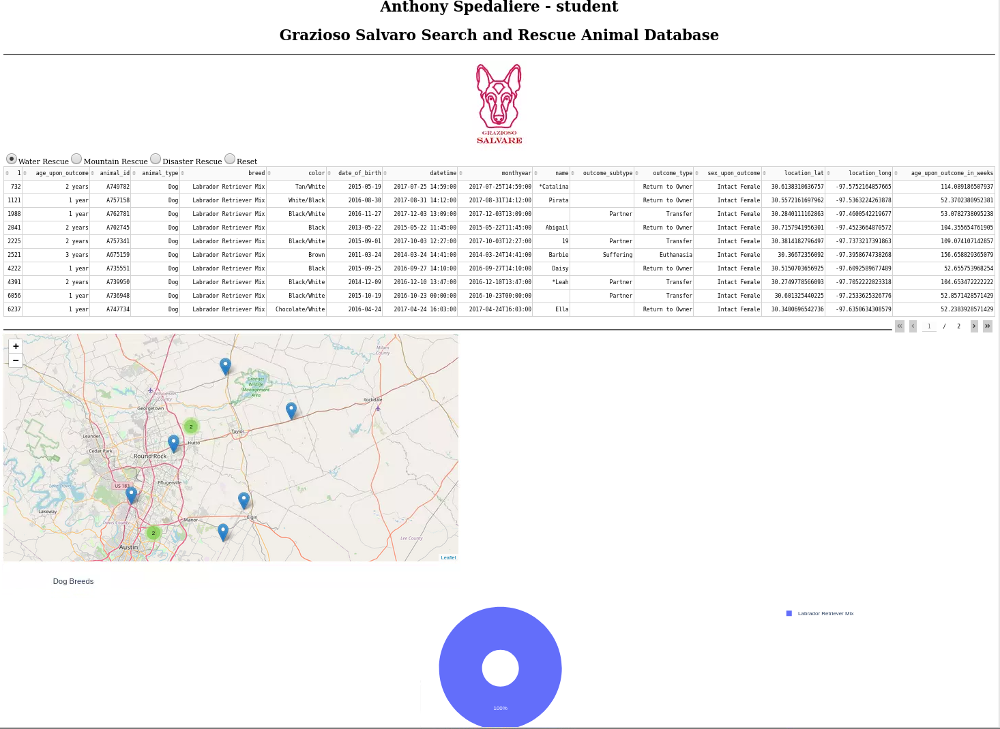 Anthony Spedaliere - student
Grazioso Salvaro Search and Rescue Animal Database
GRAZIOSO
SALVARE
Water Rescue Mountain Rescue Disaster Rescue Reset
1 age_upon_outcome animal_id animal_type breed color date_of_birth datetime monthyear name outcome_subtype outcome_type sex_upon_outcome location_lat location_long age_upon_outcome_in_weeks
732 2 years A749782 Dog Labrador Retriever Mix Tan/White 2015-05-19 2017-07-25 14:59:00 2017-07-25T14:59:00 *Catalina Return to Owner Intact Female 30.6138310636757 -97.5752164857665 114.089186507937
1121 1 year A757158 Dog Labrador Retriever Mix White/Black 2016-08-30 2017-08-31 14:12:00 2017-08-31T14:12:00 Pirata Return to Owner Intact Female 30.5572161697962 -97.5363224263878 52.3702380952381
1988 1 year A762781 Dog Labrador Retriever Mix Black/White 2016-11-27 2017-12-03 13:09:00 2017-12-03T13:09:00 Partner Transfer Intact Female 30.2840111162863 -97.4600542219677 53.0782738095238
2041 2 years A702745 Dog Labrador Retriever Mix Black 2013-05-22 2015-05-22 11:45:00 2015-05-22T11:45:00 Abigail Return to Owner Intact Female 30.7157941956301 -97.4523664870572 104.355654761905
2225 2 years A757341 Dog Labrador Retriever Mix Black/White 2015-09-01 2017-10-03 12:27:00 2017-10-03T12:27:00 19 Partner Transfer Intact Female 30.3814182796497 -97.7373217391863 109.074107142857
2521 3 years A675159 Dog Labrador Retriever Mix Brown 2011-03-24 2014-03-24 14:41:00 2014-03-24T14:41:00 Barbie Suffering Euthanasia Intact Female 30.36672356092 -97.3958674738268 156.658829365079
4222 1 year A735551 Dog Labrador Retriever Mix Black 2015-09-25 2016-09-27 14:10:00 2016-09-27T14:10:00 Daisy Return to Owner Intact Female 30.5150703656925 -97.6092589677489 52.655753968254
4391 2 years A739950 Dog Labrador Retriever Mix Black/White 2014-12-09 2016-12-10 13:47:00 2016-12-10T13:47:00 *Leah Partner Transfer Intact Female 30.2749778566093 -97.7052222023318 104.653472222222
6056 1 year A736948 Dog Labrador Retriever Mix Black/White 2015-10-19 2016-10-23 00:00:00 2016-10-23T00:00:00 Partner Transfer Intact Female 30.601325440225 -97.2533625326776 52.8571428571429
6237 1 year A747734 Dog Labrador Retriever Mix Chocolate/White 2016-04-24 2017-04-24 16:03:00 2017-04-24T16:03:00 Ella Return to Owner Intact Female 30.3400696542736 -97.6350634308579 52.2383928571429
« ‹ 1 / 2 › »
+
−
Milam
County
Granger
Wildlife
Management
Area
Williamson
County
Rockdale
Georgetown
2
Taylor
Leander
Hutto
Cedar Park
Round Rock
Pflugerville
Lake Travis
US 183
Lakeway
Elgin
Manor
Travis County
2
Lee County
Austin
Leaflet
Dog Breeds
Labrador Retriever Mix
100%